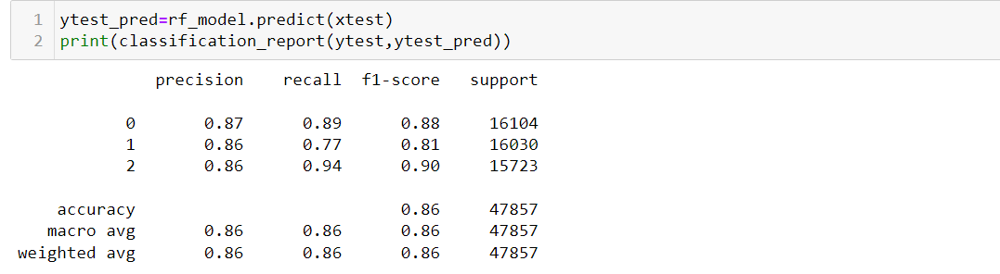 1 ytest_pred=rf_model.predict(xtest)
2 print(classification_report(ytest,ytest_pred))
precision recall f1-score support
0 0.87 0.89 0.88 16104
1 0.86 0.77 0.81 16030
2 0.86 0.94 0.90 15723
accuracy 0.86 47857
macro avg 0.86 0.86 0.86 47857
weighted avg 0.86 0.86 0.86 47857